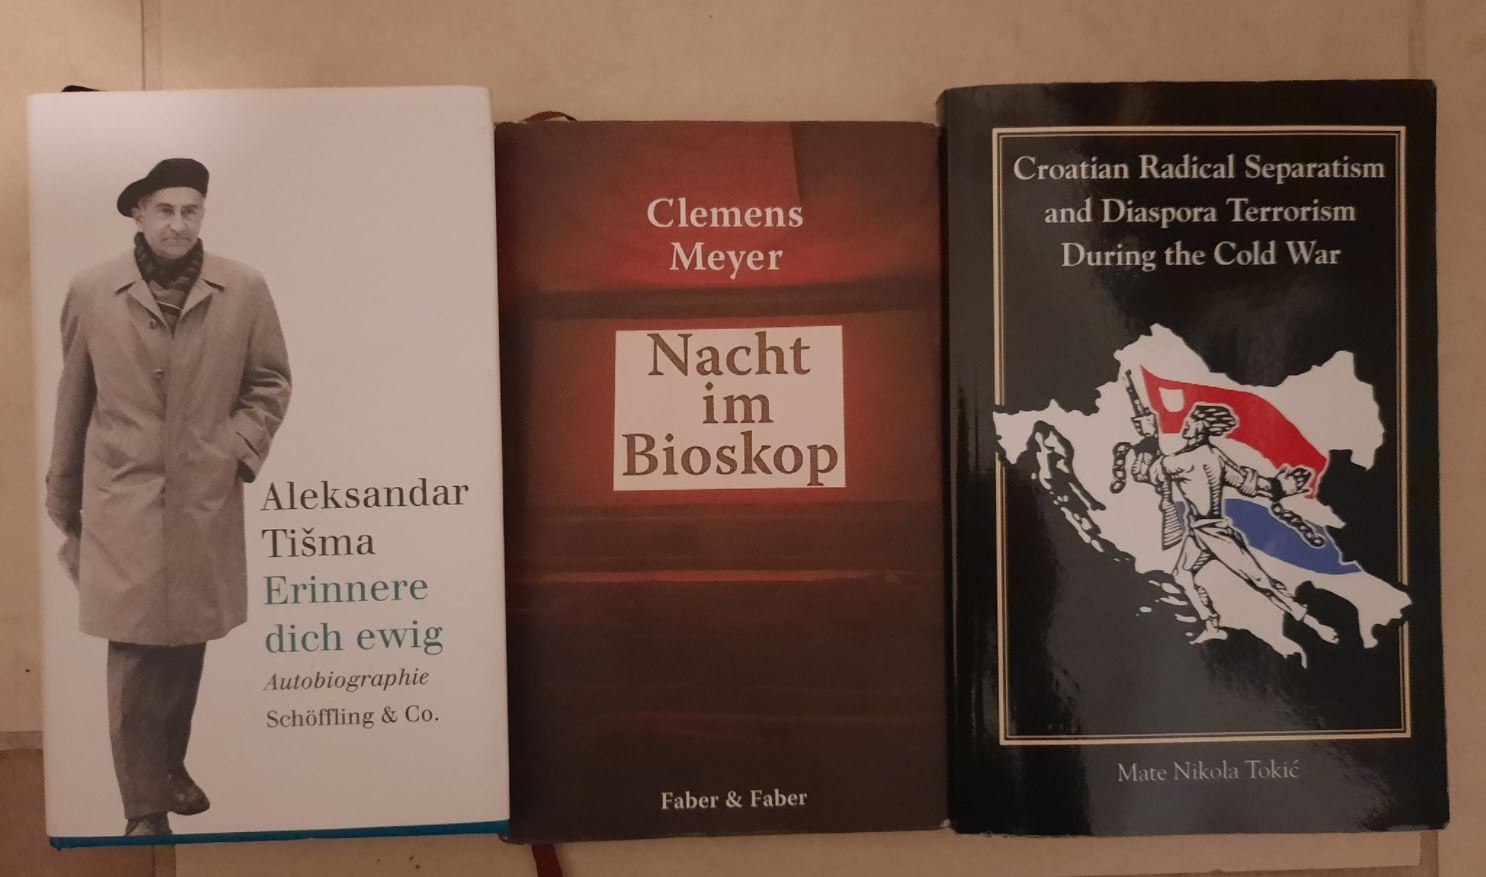 Aleksandar
Tišma
Erinnere
dich ewig
Autobiographie
Schöffling & Co.
Clemens
Meyer
Nacht
im
Bioskop
Faber & Faber
Croatian Radical Separatism
and Diaspora Terrorism
During the Cold War
Mate Nikola Tokić